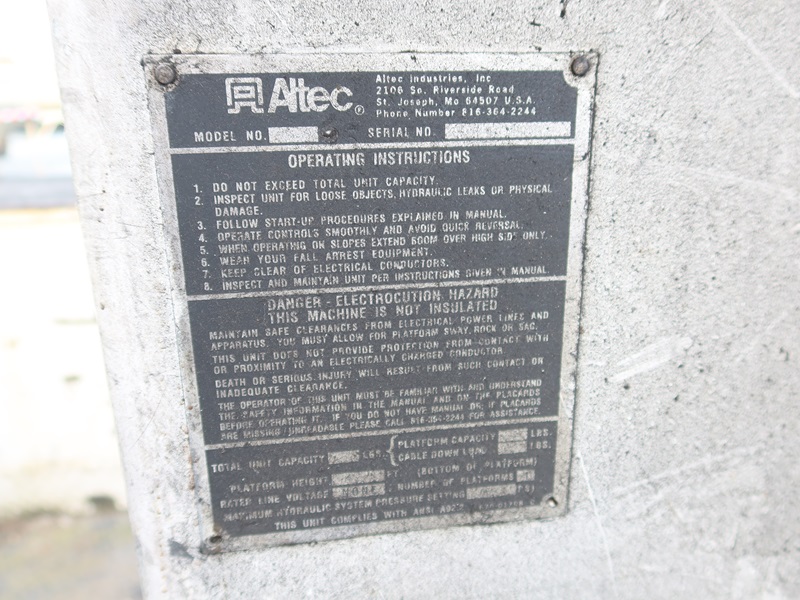 Altec®
Altec Industries, Inc
2106 So. Riverside Road
St. Joseph, Mo 64507 U.S.A.
Phone Number 816-364-2244
MODEL NO. SERIAL NO.
OPERATING INSTRUCTIONS
1. DO NOT EXCEED TOTAL UNIT CAPACITY.
2. INSPECT UNIT FOR LOOSE OBJECTS, HYDRAULIC LEAKS OR PHYSICAL
DAMAGE.
3. FOLLOW START-UP PROCEDURES EXPLAINED IN MANUAL.
4. OPERATE CONTROLS SMOOTHLY AND AVOID QUICK REVERSAL.
5. WHEN OPERATING ON SLOPES EXTEND BOOM OVER HIGH SIDE ONLY.
6. WEAR YOUR FALL ARREST EQUIPMENT.
7. KEEP CLEAR OF ELECTRICAL CONDUCTORS.
8. INSPECT AND MAINTAIN UNIT PER INSTRUCTIONS GIVEN IN MANUAL
DANGER - ELECTROCUTION HAZARD
THIS MACHINE IS NOT INSULATED
MAINTAIN SAFE CLEARANCES FROM ELECTRICAL POWER LINES AND
APPARATUS. YOU MUST ALLOW FOR PLATFORM SWAY, ROCK OR SAG.
THIS UNIT DOES NOT PROVIDE PROTECTION FROM CONTACT WITH
OR PROXIMITY TO AN ELECTRICALLY CHARGED CONDUCTOR
DEATH OR SERIOUS INJURY WILL RESULT FROM SUCH CONTACT OR
INADEQUATE CLEARANCE.
THE OPERATOR OF THIS UNIT MUST BE FAMILIAR WITH AND UNDERSTAND
THE SAFETY INFORMATION IN THE MANUAL AND ON THE PLACARDS
BEFORE OPERATING IT. IF YOU DO NOT HAVE MANUAL OR IF PLACARDS
ARE MISSING/UNREADABLE PLEASE CALL 816-364-2244 FOR ASSISTANCE.
TOTAL UNIT CAPACITY LBS. PLATFORM CAPACITY LBS.
CABLE DOWN LOAD LBS.
PLATFORM HEIGHT FT. (BOTTOM OF PLATFORM)
RATED LINE VOLTAGE NONE NUMBER OF PLATFORMS
MAXIMUM HYDRAULIC SYSTEM PRESSURE SETTING PSI
THIS UNIT COMPLIES WITH ANSI